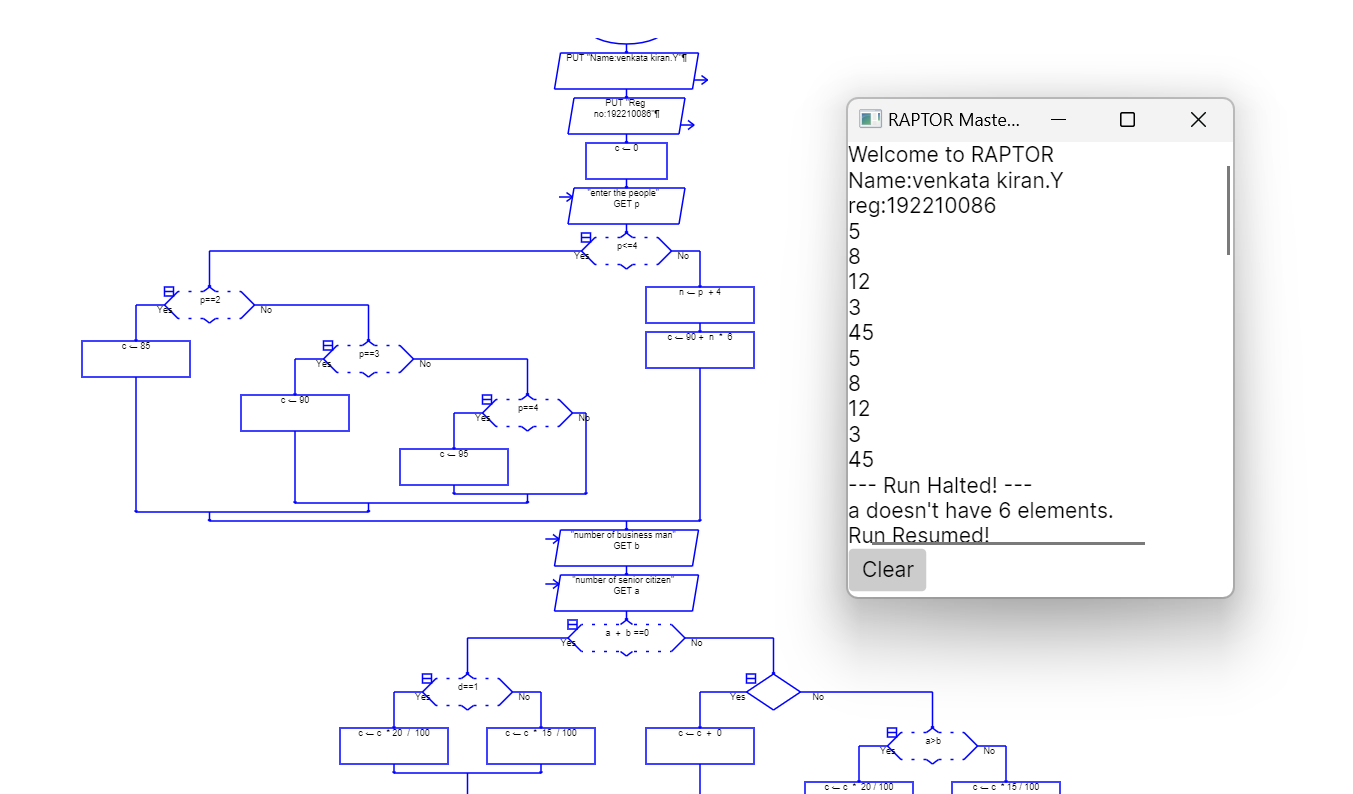 PUT "Name:venkata kiran.Y"¶
PUT "Reg
no:192210086"¶
c ← 0
"enter the people"
GET p
p<=4
Yes
No
p==2
Yes
No
n ← p + 4
c ← 90 + n * 6
c ← 85
p==3
Yes
No
c ← 90
p==4
Yes
No
c ← 95
"number of business man"
GET b
"number of senior citizen"
GET a
a + b ==0
Yes
No
d==1
Yes
No
Yes
No
c ← c * 20 / 100
c ← c * 15 / 100
c ← c + 0
a>b
Yes
No
c ← c * 20 / 100
c ← c * 15 / 100
RAPTOR Maste...
Welcome to RAPTOR
Name:venkata kiran.Y
reg:192210086
5
8
12
3
45
5
8
12
3
45
--- Run Halted! ---
a doesn't have 6 elements.
Run Resumed!
Clear